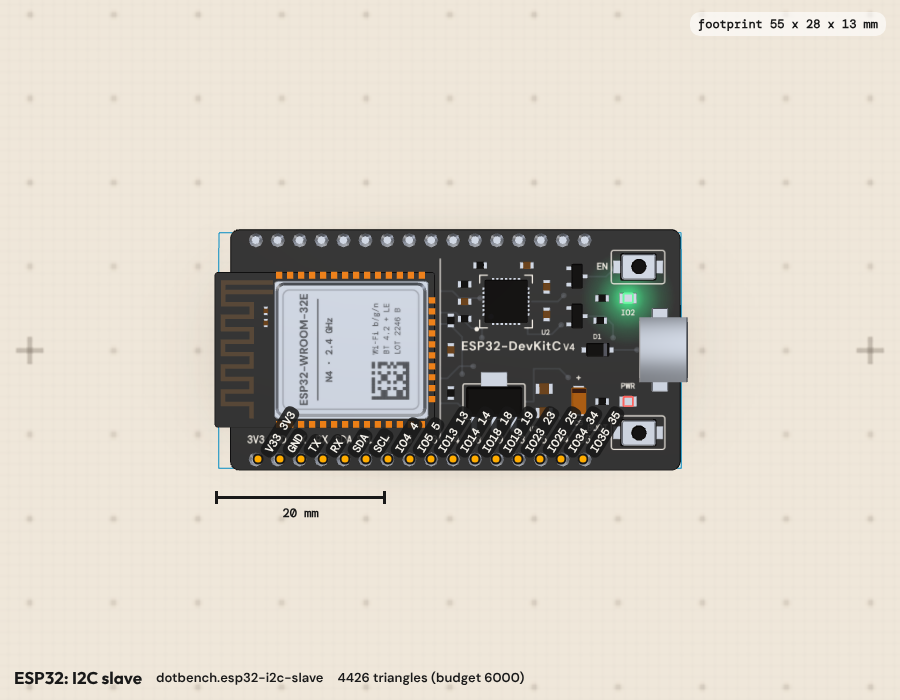 footprint 55 x 28 x 13 mm
EN
IO2
ESP32-WROOM-32E
N4 · 2.4 GHz
Wi-Fi b/g/n
BT 4.2 + LE
LOT 2246 B
U2
D1
ESP32-DevKitC V4
+
PWR
3V3
V33 3V3
GND
TX
RX
SDA
SCL
IO4 4
IO5 5
IO13 13
IO14 14
IO18 18
IO19 19
IO23 23
IO25 25
IO34 34
IO35 35
20 mm
ESP32: I2C slave dotbench.esp32-i2c-slave 4426 triangles (budget 6000)